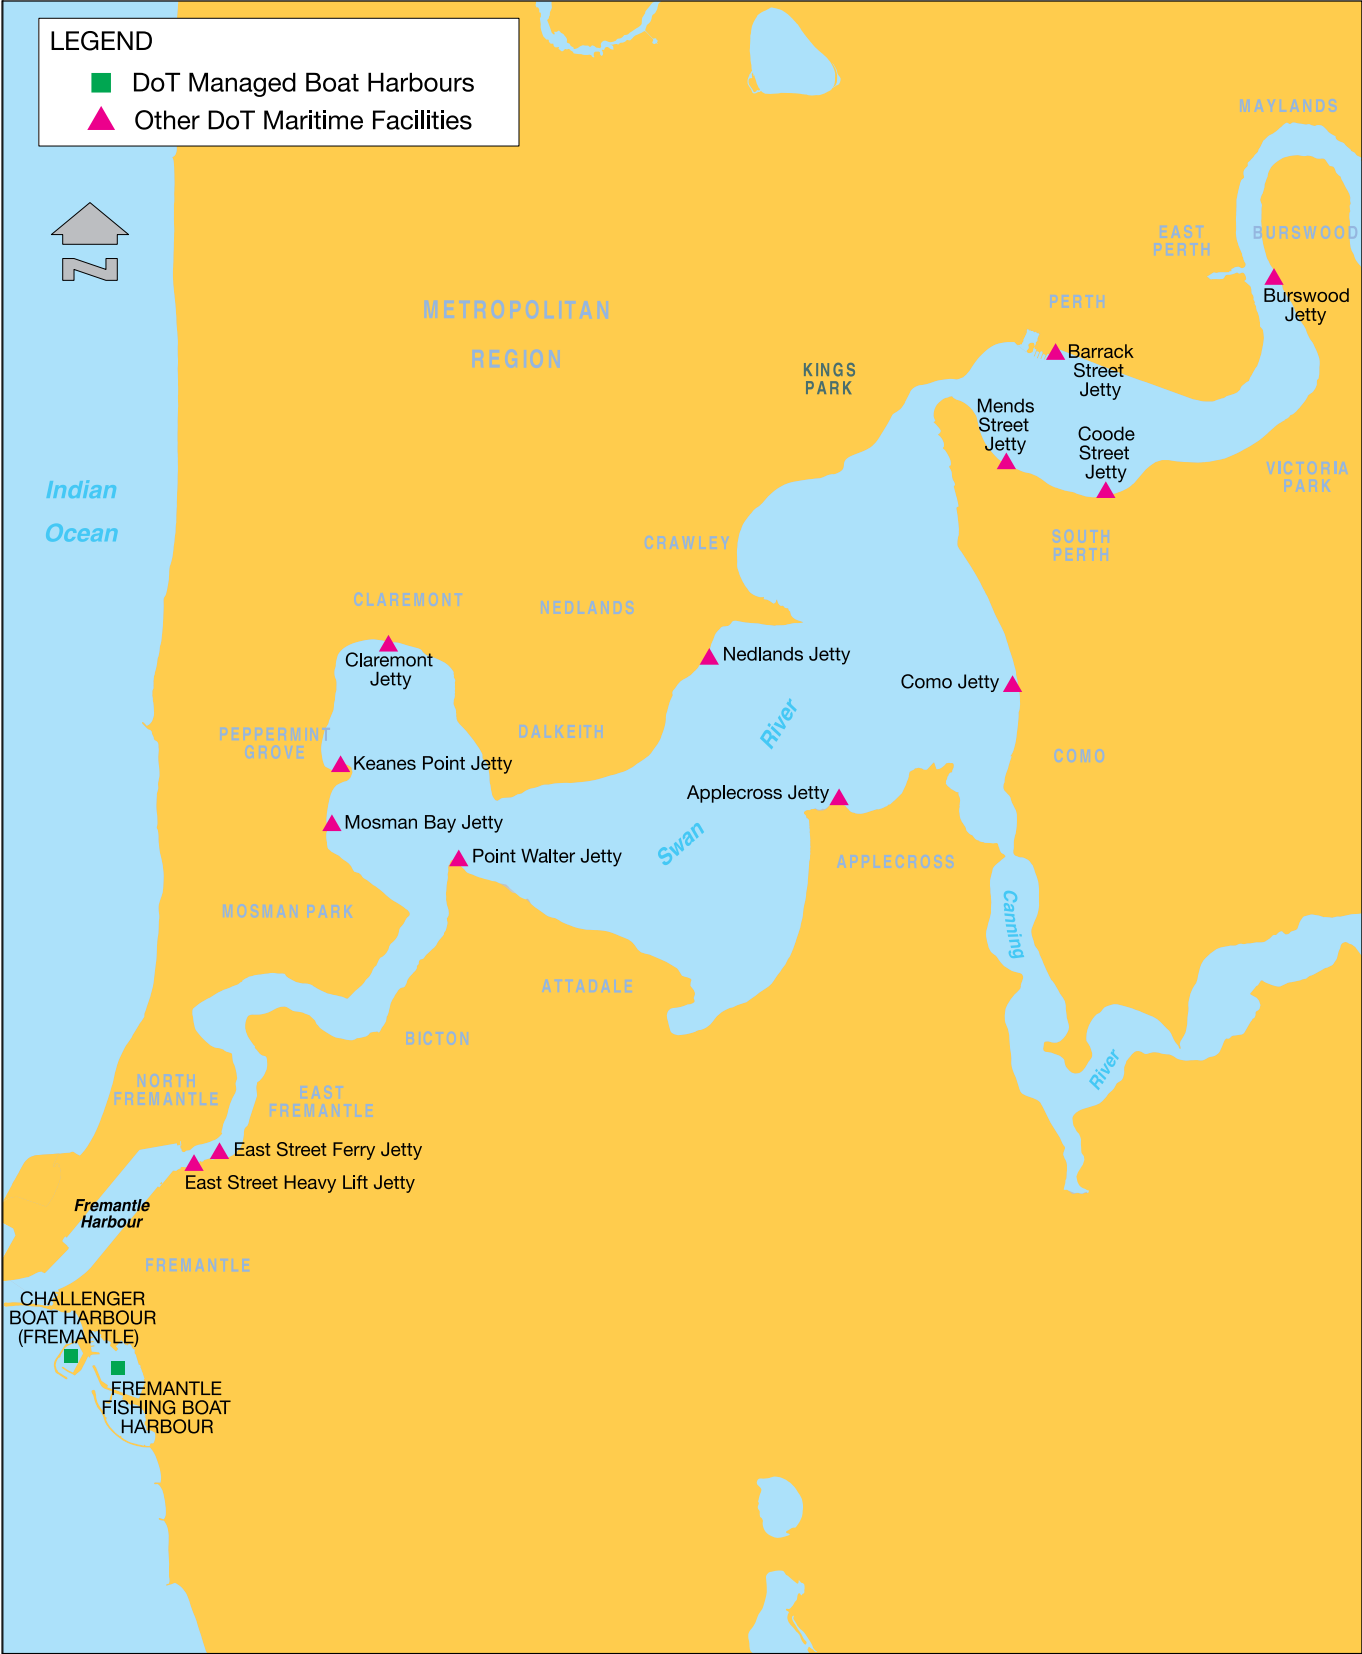 LEGEND
DoT Managed Boat Harbours
Other DoT Maritime Facilities
N
MAYLANDS
EAST
PERTH
BURSWOOD
Burswood
Jetty
PERTH
METROPOLITAN
REGION
Barrack
Street
Jetty
KINGS
PARK
Mends
Street
Jetty
Coode
Street
Jetty
VICTORIA
PARK
Indian
Ocean
SOUTH
PERTH
CRAWLEY
CLAREMONT
NEDLANDS
Claremont
Jetty
Nedlands Jetty
Como Jetty
River
PEPPERMINT
GROVE
DALKEITH
COMO
Keanes Point Jetty
Applecross Jetty
Mosman Bay Jetty
Swan
Point Walter Jetty
APPLECROSS
MOSMAN PARK
Canning
ATTADALE
BICTON
River
NORTH
FREMANTLE
EAST
FREMANTLE
East Street Ferry Jetty
East Street Heavy Lift Jetty
Fremantle
Harbour
FREMANTLE
CHALLENGER
BOAT HARBOUR
(FREMANTLE)
FREMANTLE
FISHING BOAT
HARBOUR